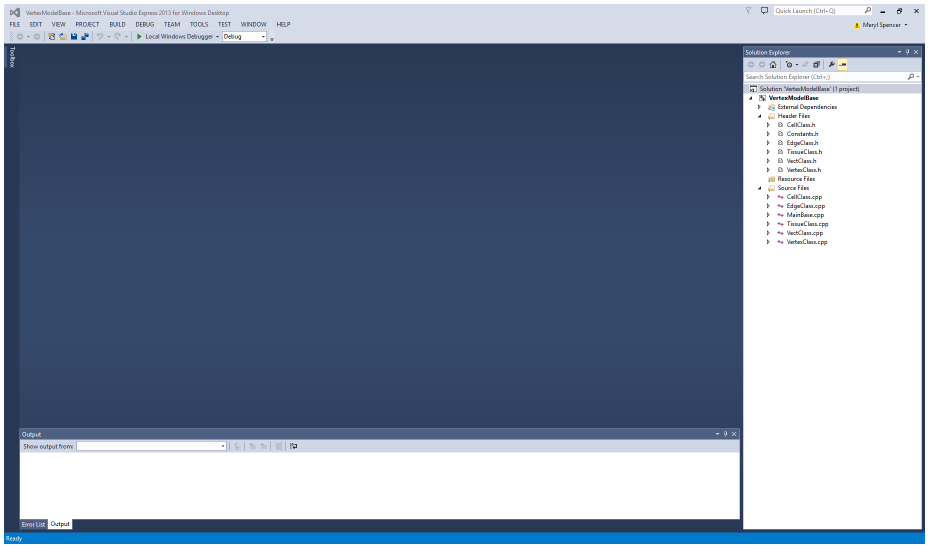 VertexModelBase - Microsoft Visual Studio Express 2013 for Windows Desktop
Quick Launch (Ctrl+Q)
FILE EDIT VIEW PROJECT BUILD DEBUG TEAM TOOLS TEST WINDOW HELP
Meryl Spencer
Local Windows Debugger
Debug
Toolbox
Solution Explorer
Search Solution Explorer (Ctrl+;)
Solution 'VertexModelBase' (1 project)
VertexModelBase
External Dependencies
Header Files
CellClass.h
Constants.h
EdgeClass.h
TissueClass.h
VectClass.h
VertexClass.h
Resource Files
Source Files
CellClass.cpp
EdgeClass.cpp
MainBase.cpp
TissueClass.cpp
VectClass.cpp
VertexClass.cpp
Output
Show output from:
Error List Output
Ready